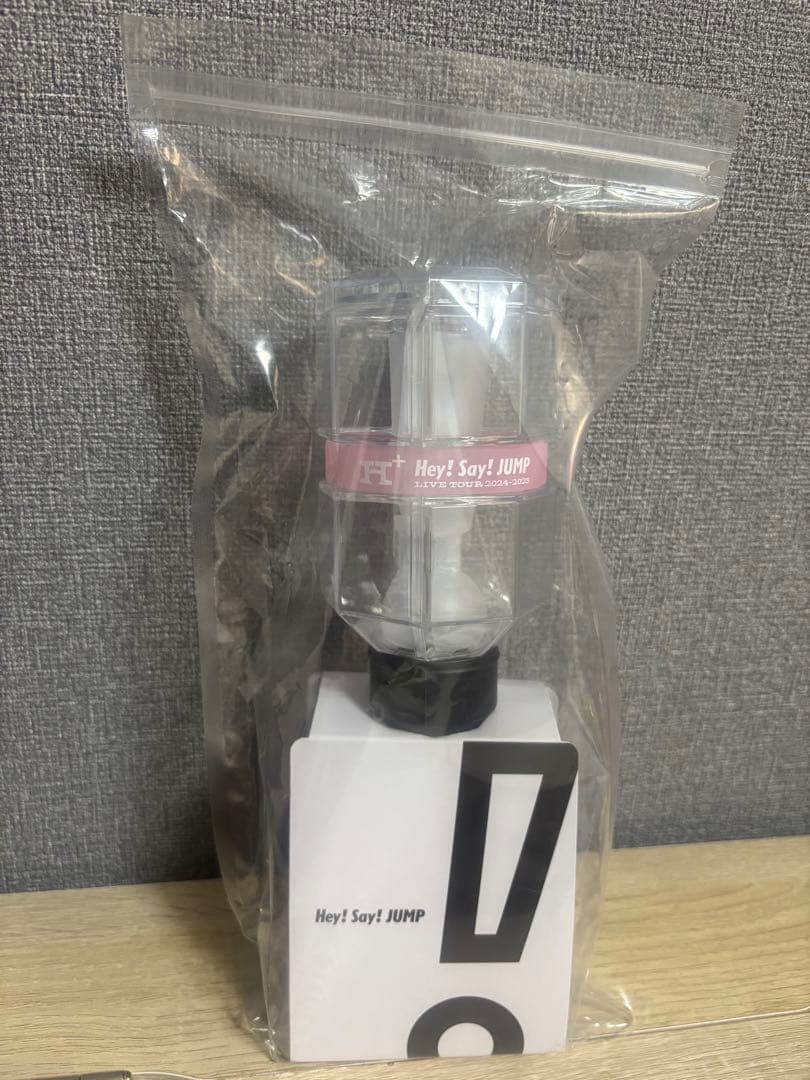 H+ Hey! Say! JUMP
LIVE TOUR 2024-2025
Hey! Say! JUMP
!